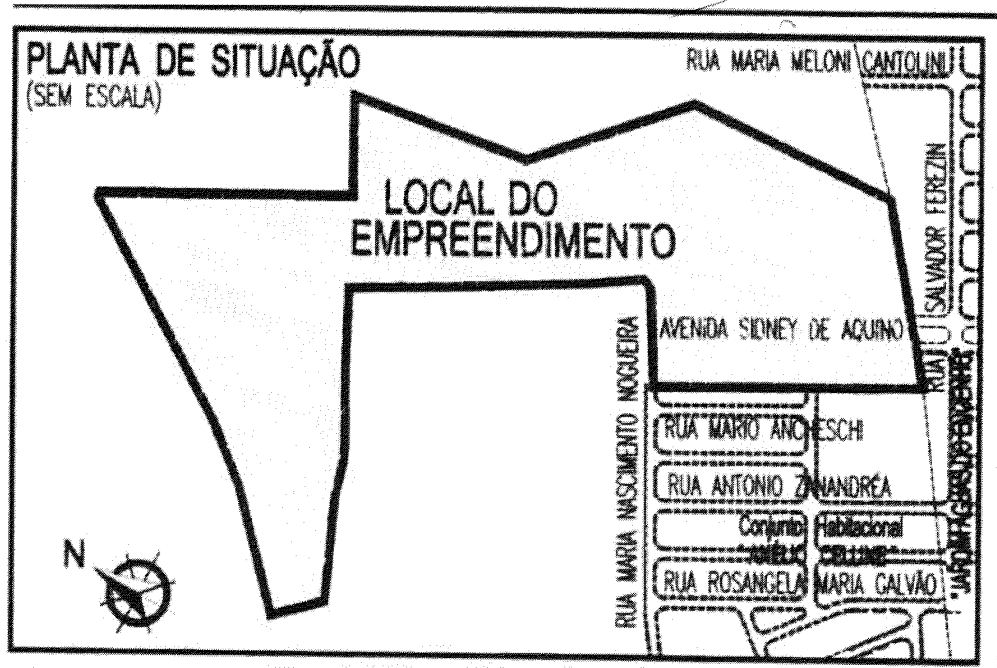 PLANTA DE SITUAÇÃO
(SEM ESCALA)
RUA MARIA MELONI CANTOLINI
LOCAL DO
EMPREENDIMENTO
RUA SALVADOR FEREZIN
AVENIDA SIDNEY DE AQUINO
RUA MARIA NASCIMENTO NOGUEIRA
RUA MARIO ANCHESCHI
RUA ANTONIO ZANANDRÉA
Conjunto Habitacional
RUA ROSANGELA MARIA GALVÃO
N